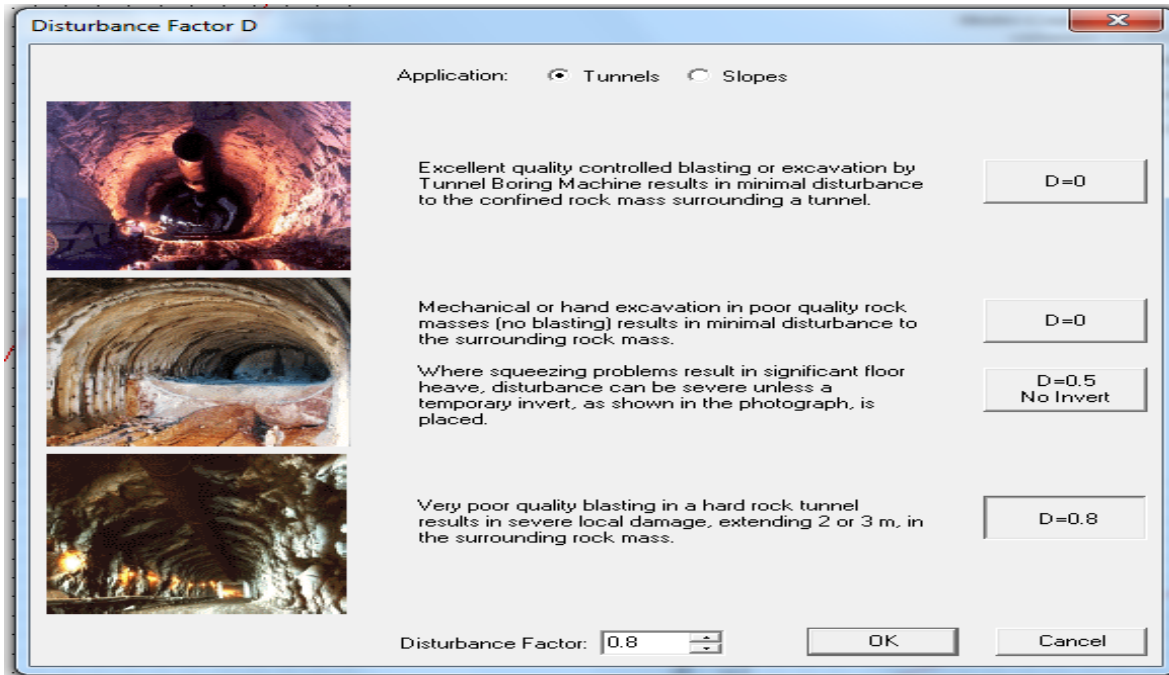 Disturbance Factor D
Application: Tunnels Slopes
Excellent quality controlled blasting or excavation by
Tunnel Boring Machine results in minimal disturbance
to the confined rock mass surrounding a tunnel.
D=0
Mechanical or hand excavation in poor quality rock
masses (no blasting) results in minimal disturbance to
the surrounding rock mass.
D=0
Where squeezing problems result in significant floor
heave, disturbance can be severe unless a
temporary invert, as shown in the photograph, is
placed.
D=0.5
No Invert
Very poor quality blasting in a hard rock tunnel
results in severe local damage, extending 2 or 3 m, in
the surrounding rock mass.
D=0.8
Disturbance Factor: 0.8 OK Cancel